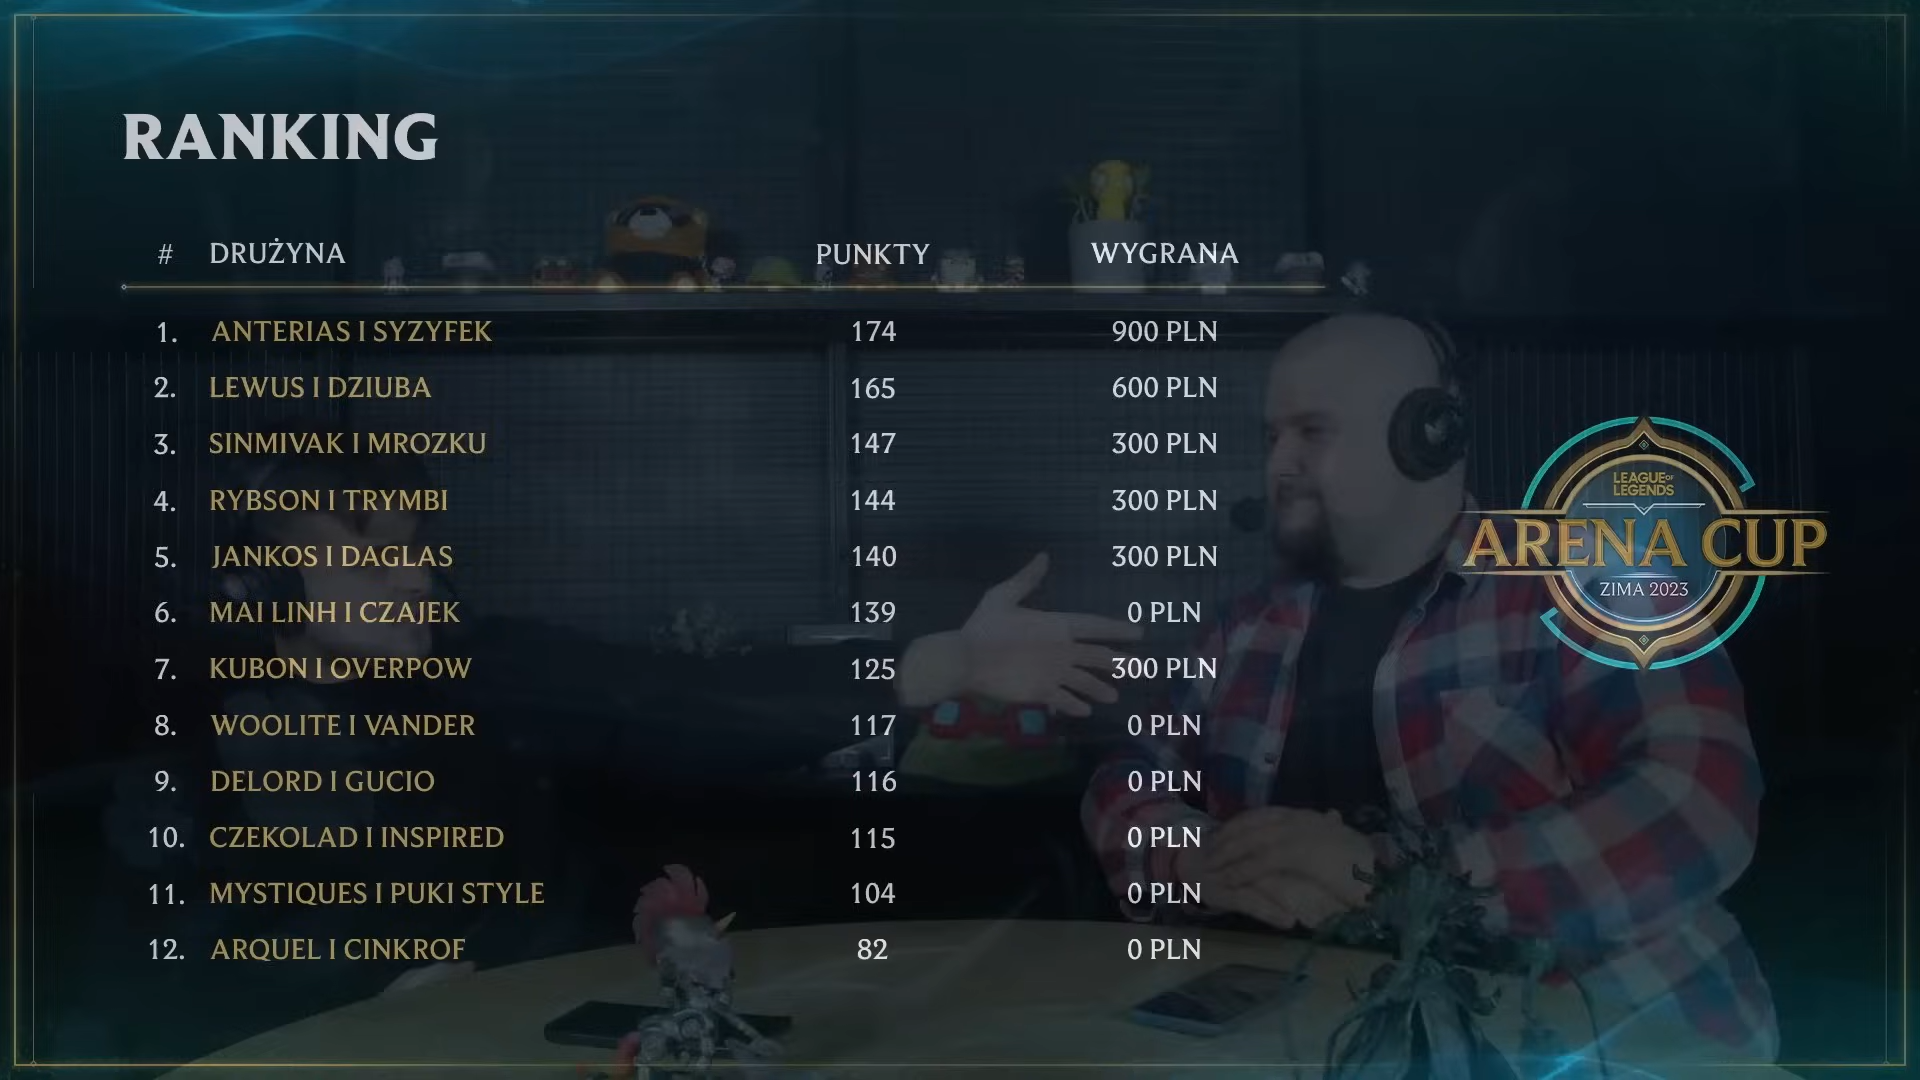 RANKING
# DRUŻYNA PUNKTY WYGRANA
1. ANTERIAS I SYZYFEK 174 900 PLN
2. LEWUS I DZIUBA 165 600 PLN
3. SINMIVAK I MROZKU 147 300 PLN
4. RYBSON I TRYMBI 144 300 PLN
5. JANKOS I DAGLAS 140 300 PLN
6. MAI LINH I CZAJEK 139 0 PLN
7. KUBON I OVERPOW 125 300 PLN
8. WOOLITE I VANDER 117 0 PLN
9. DELORD I GUCIO 116 0 PLN
10. CZEKOLAD I INSPIRED 115 0 PLN
11. MYSTIQUES I PUKI STYLE 104 0 PLN
12. ARQUEL I CINKROF 82 0 PLN
LEAGUE OF
LEGENDS
ARENA CUP
ZIMA 2023